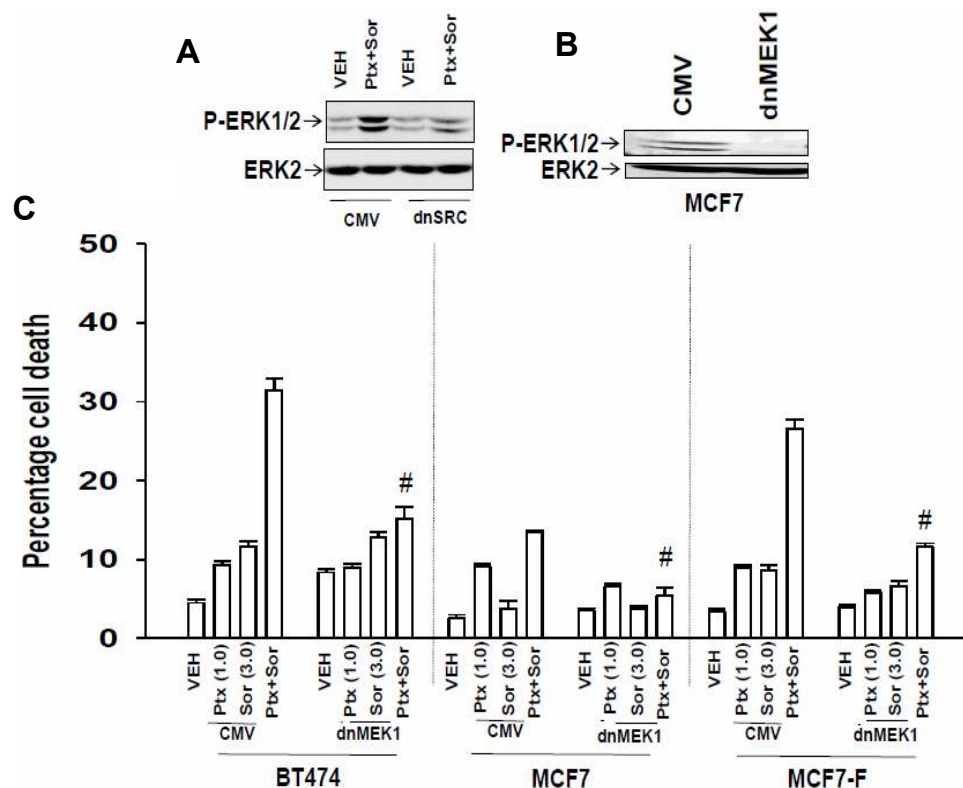 A
VEH
Ptx+Sor
VEH
Ptx+Sor
P-ERK1/2→
ERK2→
CMV
dnSRC
B
CMV
dnMEK1
P-ERK1/2→
ERK2→
MCF7
C
Percentage cell death
50
40
30
20
10
0
#
#
#
VEH
Ptx (1.0)
Sor (3.0)
Ptx+Sor
VEH
Ptx (1.0)
Sor (3.0)
Ptx+Sor
VEH
Ptx (1.0)
Sor (3.0)
Ptx+Sor
VEH
Ptx (1.0)
Sor (3.0)
Ptx+Sor
VEH
Ptx (1.0)
Sor (3.0)
Ptx+Sor
VEH
Ptx (1.0)
Sor (3.0)
Ptx+Sor
CMV
dnMEK1
CMV
dnMEK1
CMV
dnMEK1
BT474
MCF7
MCF7-F